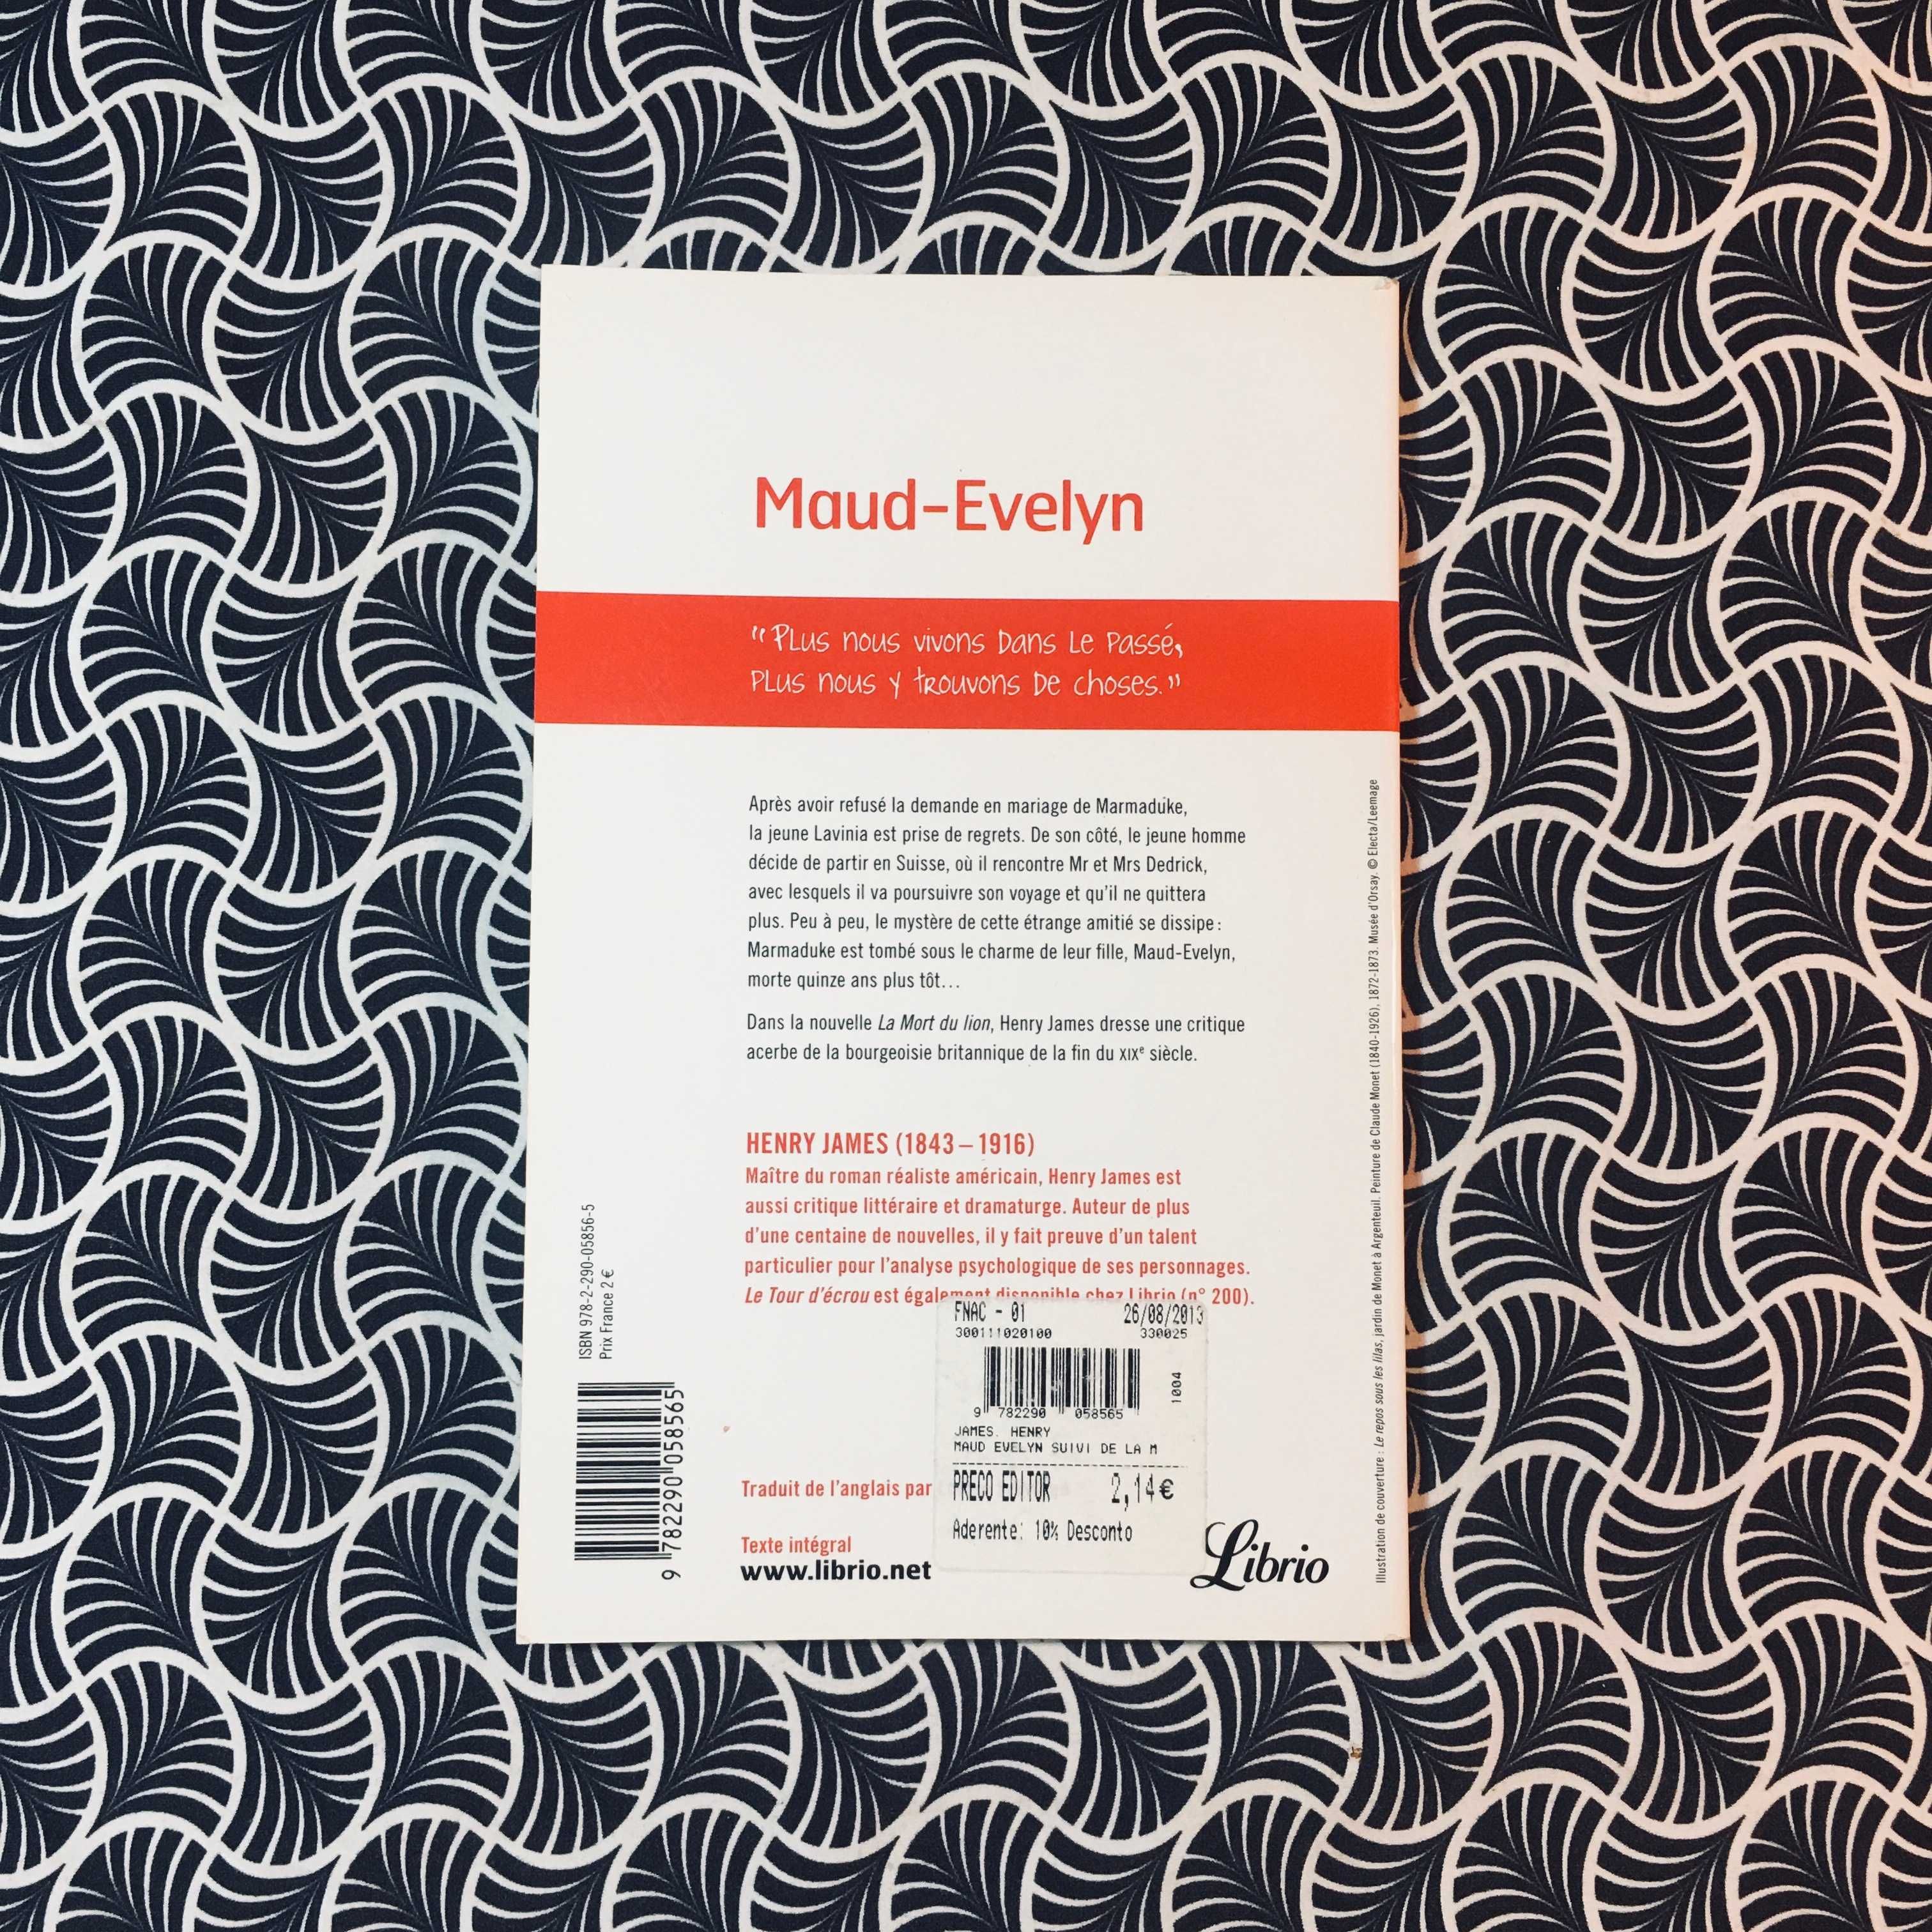 Maud-Evelyn
“Plus nous vivons dans le passé,
plus nous y trouvons de choses.”
Après avoir refusé la demande en mariage de Marmaduke,
la jeune Lavinia est prise de regrets. De son côté, le jeune homme
décide de partir en Suisse, où il rencontre Mr et Mrs Dedrick,
avec lesquels il va poursuivre son voyage et qu'il ne quittera
plus. Peu à peu, le mystère de cette étrange amitié se dissipe :
Marmaduke est tombé sous le charme de leur fille, Maud-Evelyn,
morte quinze ans plus tôt…
Dans la nouvelle La Mort du lion, Henry James dresse une critique
acerbe de la bourgeoisie britannique de la fin du XIXe siècle.
HENRY JAMES (1843 – 1916)
Maître du roman réaliste américain, Henry James est
aussi critique littéraire et dramaturge. Auteur de plus
d'une centaine de nouvelles, il y fait preuve d'un talent
particulier pour l'analyse psychologique de ses personnages.
Le Tour d'écrou est également disponible chez Librio (n° 200).
FNAC - 01 26/08/2013
300111020100 330025
1004
9 782290 058565
JAMES. HENRY
MAUD EVELYN SUIVI DE LA M
PRECO EDITOR 2,14€
Aderente: 10% Desconto
Traduit de l'anglais par
Texte intégral
www.librio.net
Librio
ISBN 978-2-290-05856-5
Prix France 2 €
9 782290 058565
Illustration de couverture : Le repos sous les lilas, jardin de Monet à Argenteuil. Peinture de Claude Monet (1840-1926), 1872-1873. Musée d'Orsay. © Electa/Leemage